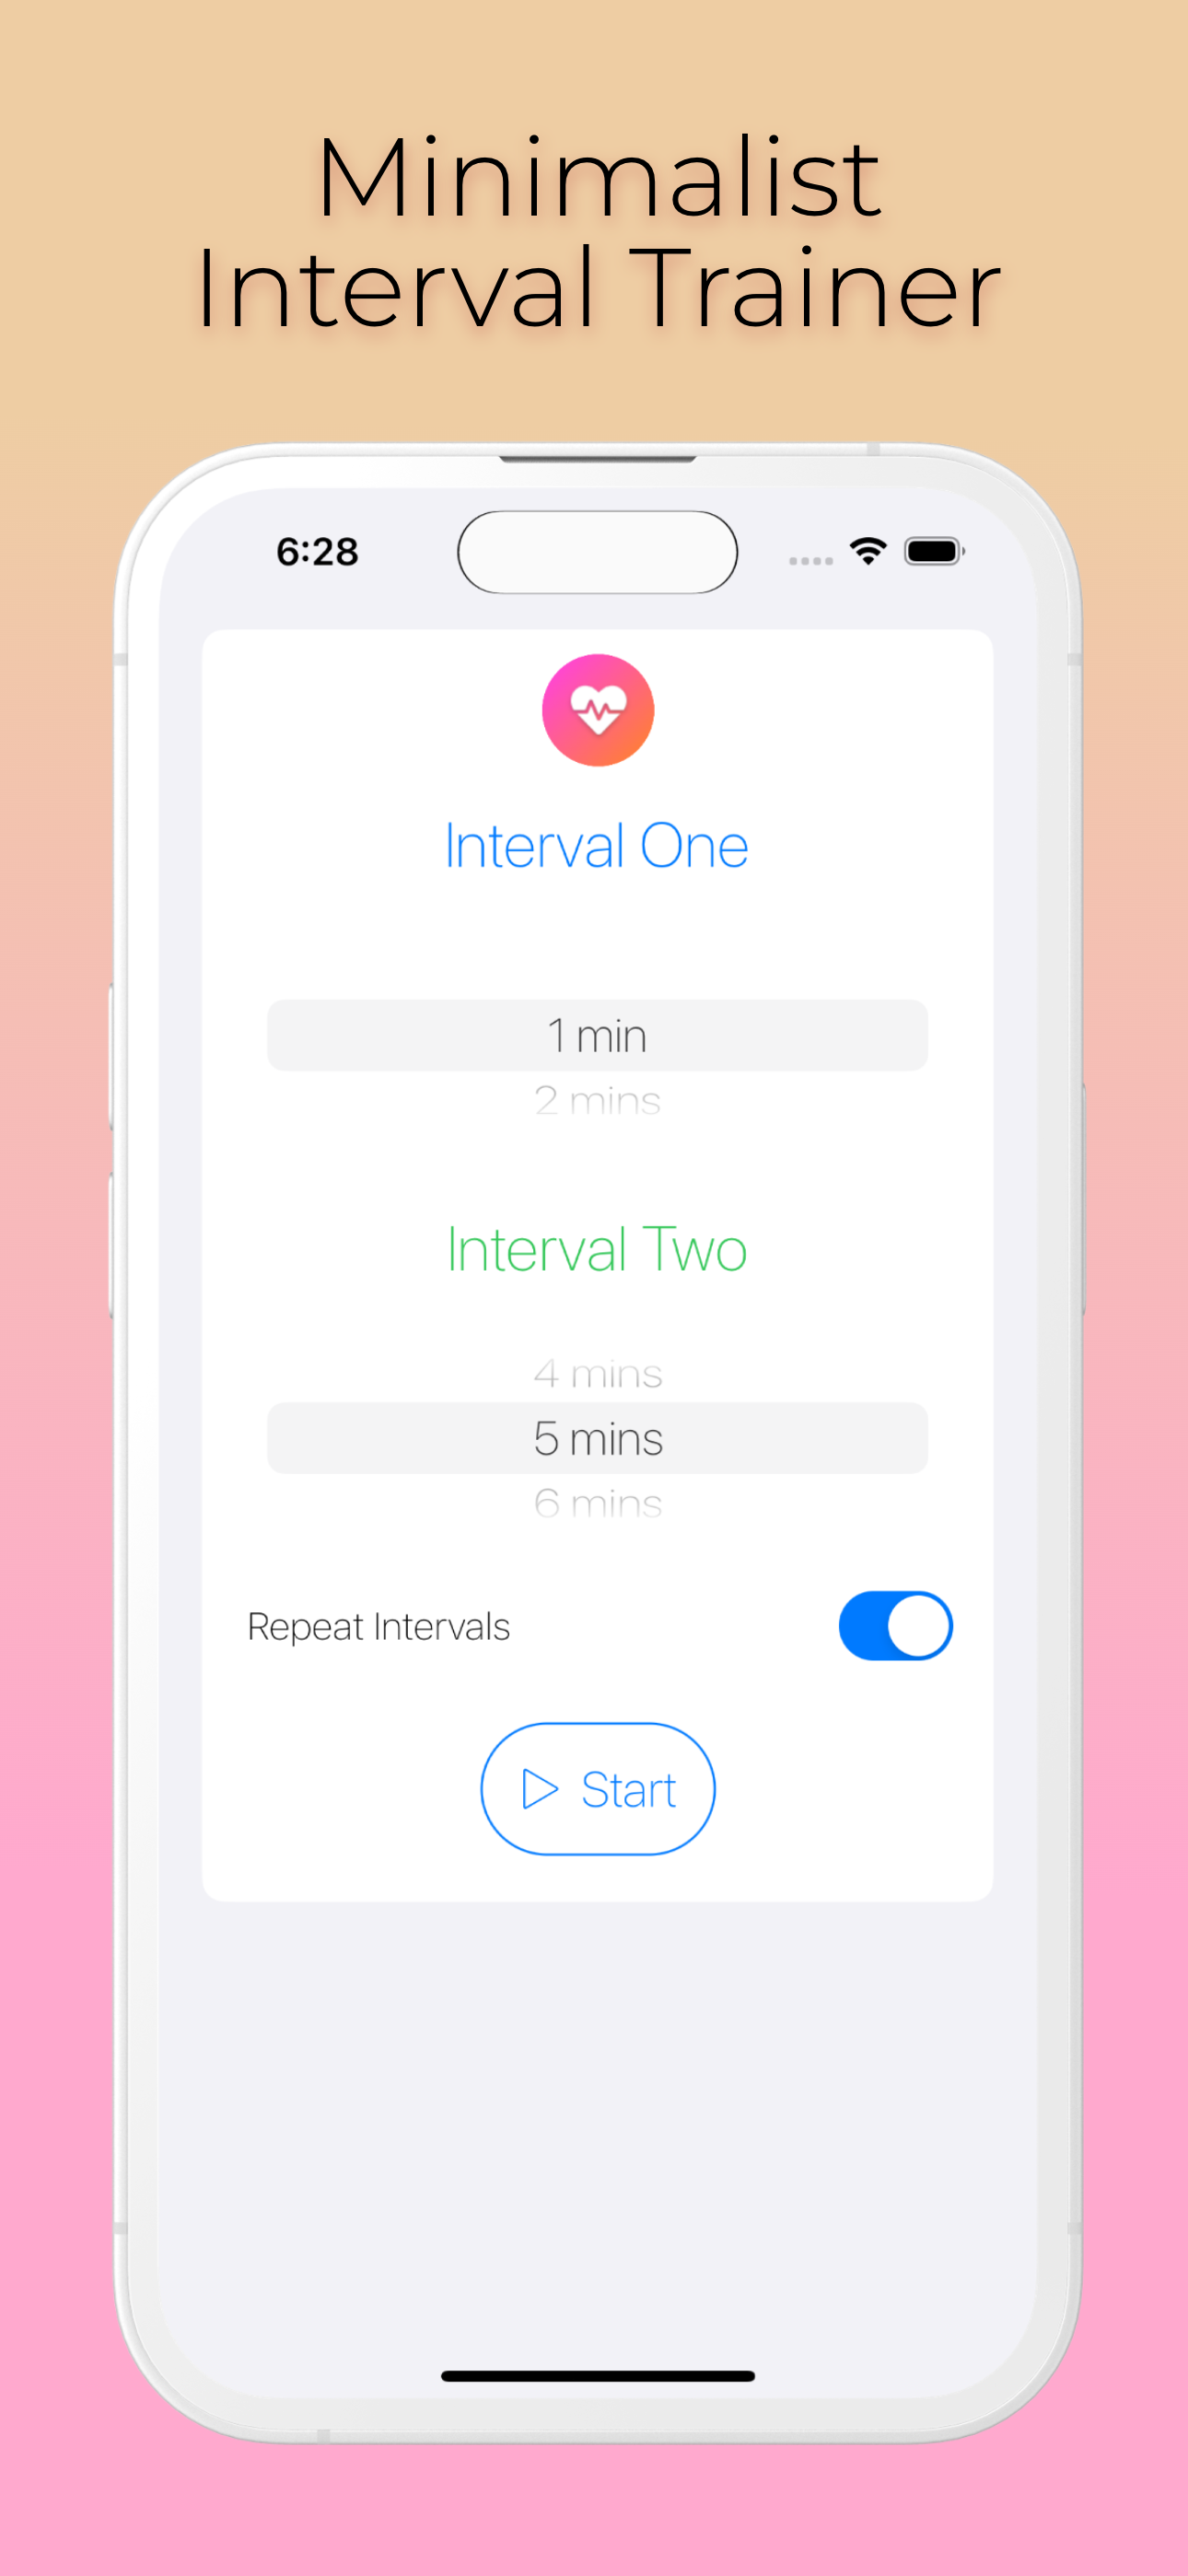 Minimalist
Interval Trainer
6:28
Interval One
1 min
2 mins
Interval Two
4 mins
5 mins
6 mins
Repeat Intervals
Start